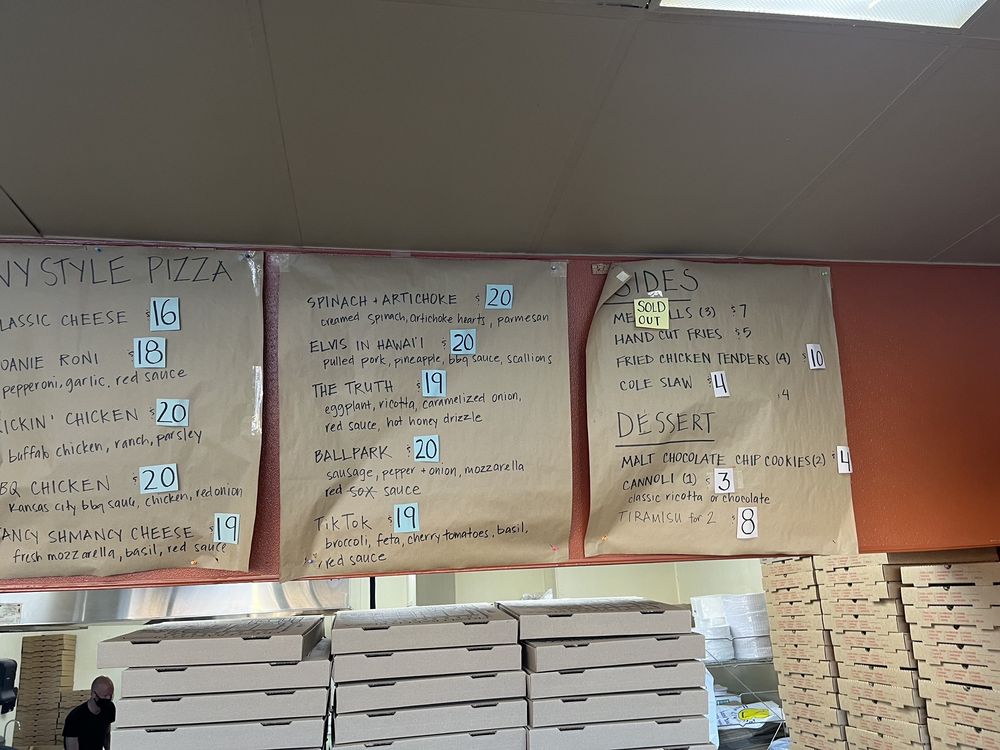 NY STYLE PIZZA
LASSIC CHEESE $16
OANIE RONI $18
pepperoni, garlic, red sauce
ICKIN' CHICKEN $20
buffalo chicken, ranch, parsley
BQ CHICKEN $20
Kansas city bbq sauce, chicken, red onion
ANCY SHMANCY CHEESE $19
fresh mozzarella, basil, red sauce
SPINACH + ARTICHOKE $20
creamed spinach, artichoke hearts, parmesan
ELVIS IN HAWAI'I $20
pulled pork, pineapple, bbq sauce, scallions
THE TRUTH $19
eggplant, ricotta, caramelized onion,
red sauce, hot honey drizzle
BALLPARK $20
sausage, pepper + onion, mozzarella
red sox sauce
TIKTOK $19
broccoli, feta, cherry tomatoes, basil,
red sauce
SIDES
SOLD
OUT
ME LLS (3) $7
HAND CUT FRIES $5
FRIED CHICKEN TENDERS (4) $10
COLE SLAW $4
$4
DESSERT
MALT CHOCOLATE CHIP COOKIES (2) $4
CANNOLI (1) $3
classic ricotta or chocolate
TIRAMISU for 2 $8